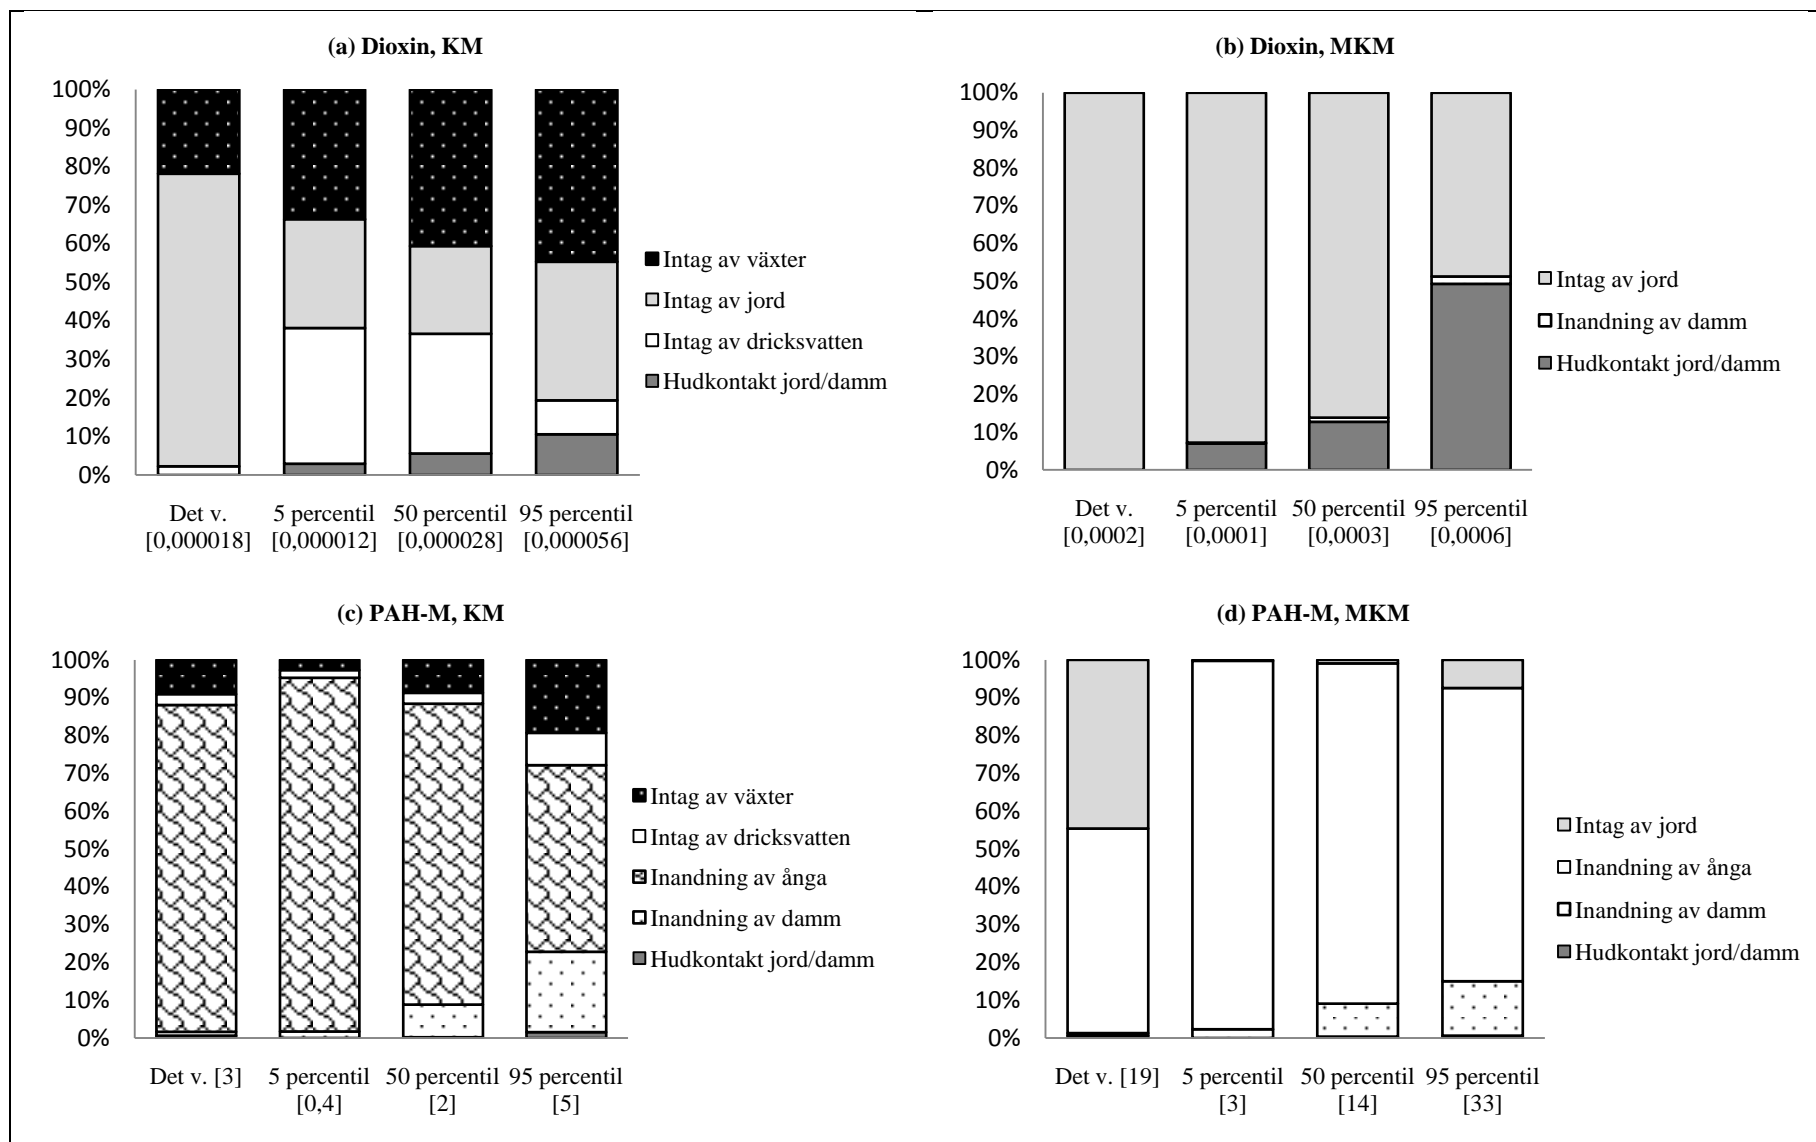 (a) Dioxin, KM
100%
90%
80%
70%
60%
50%
40%
30%
20%
10%
0%
Intag av växter
Intag av jord
Intag av dricksvatten
Hudkontakt jord/damm
Det v. 5 percentil 50 percentil 95 percentil
[0,000018] [0,000012] [0,000028] [0,000056]
(b) Dioxin, MKM
100%
90%
80%
70%
60%
50%
40%
30%
20%
10%
0%
Intag av jord
Inandning av damm
Hudkontakt jord/damm
Det v. 5 percentil 50 percentil 95 percentil
[0,0002] [0,0001] [0,0003] [0,0006]
(c) PAH-M, KM
100%
90%
80%
70%
60%
50%
40%
30%
20%
10%
0%
Intag av växter
Intag av dricksvatten
Inandning av ånga
Inandning av damm
Hudkontakt jord/damm
Det v. [3] 5 percentil 50 percentil 95 percentil
[0,4] [2] [5]
(d) PAH-M, MKM
100%
90%
80%
70%
60%
50%
40%
30%
20%
10%
0%
Intag av jord
Inandning av ånga
Inandning av damm
Hudkontakt jord/damm
Det v. [19] 5 percentil 50 percentil 95 percentil
[3] [14] [33]